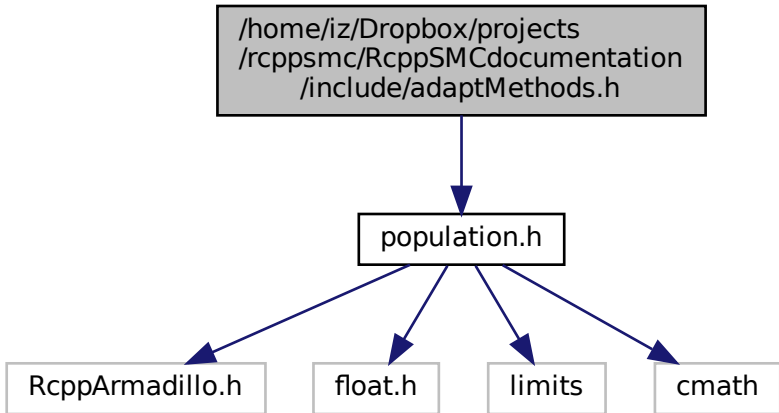 /home/iz/Dropbox/projects
/rcppsmc/RcppSMCdocumentation
/include/adaptMethods.h
population.h
RcppArmadillo.h
float.h
limits
cmath